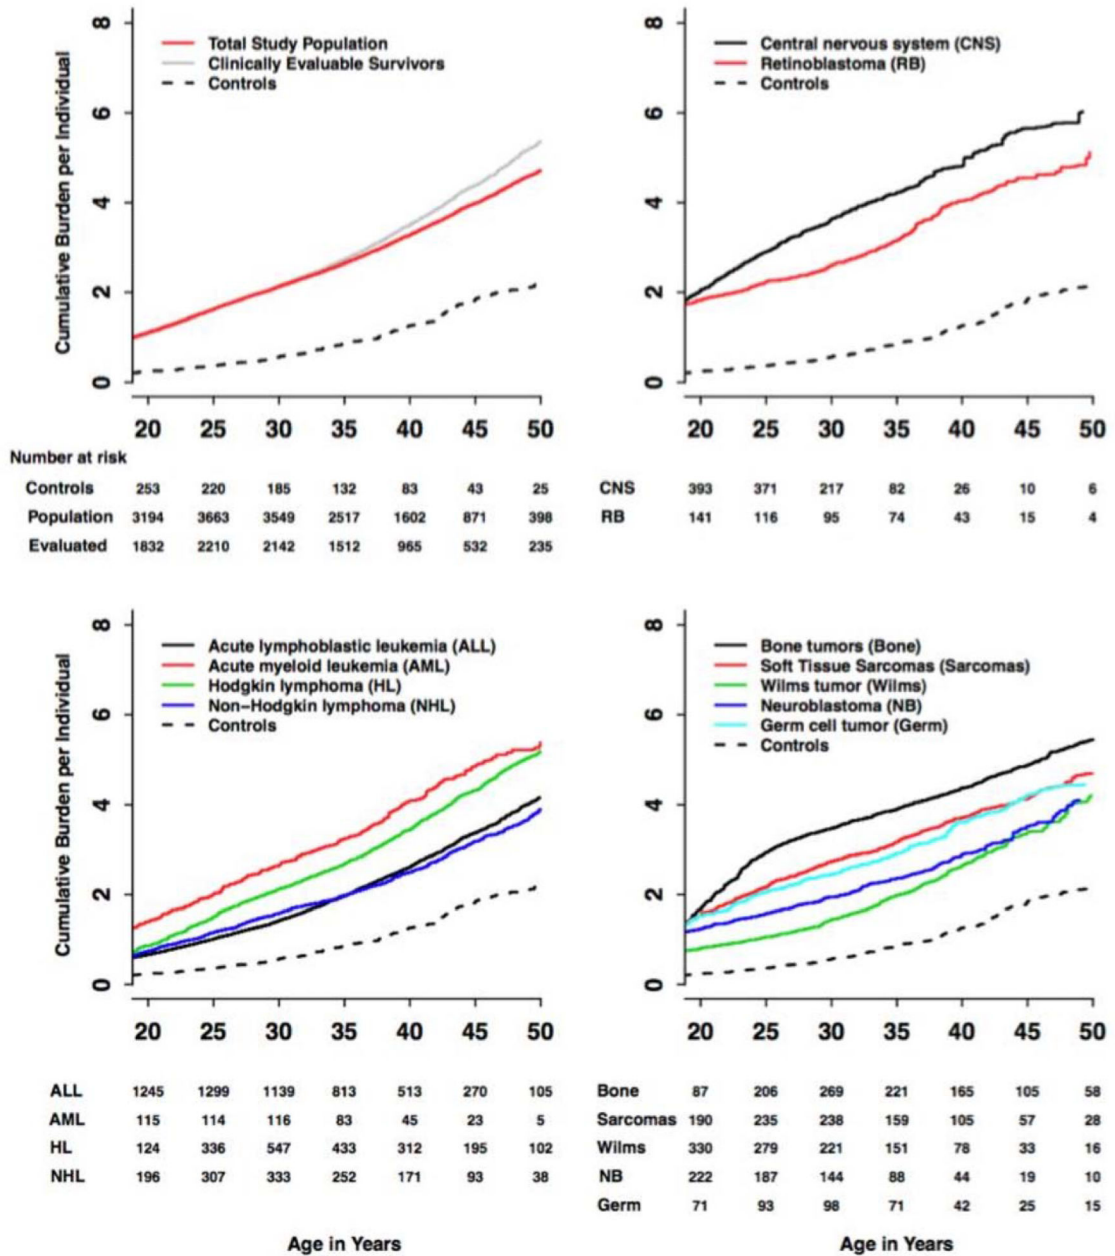 Total Study Population
Clinically Evaluable Survivors
Controls
Cumulative Burden per Individual
8
6
4
2
0
20 25 30 35 40 45 50
Central nervous system (CNS)
Retinoblastoma (RB)
Controls
8
6
4
2
0
20 25 30 35 40 45 50
Number at risk
Controls 253 220 185 132 83 43 25
Population 3194 3663 3549 2517 1602 871 398
Evaluated 1832 2210 2142 1512 965 532 235
CNS 393 371 217 82 26 10 6
RB 141 116 95 74 43 15 4
Acute lymphoblastic leukemia (ALL)
Acute myeloid leukemia (AML)
Hodgkin lymphoma (HL)
Non-Hodgkin lymphoma (NHL)
Controls
Cumulative Burden per Individual
8
6
4
2
0
20 25 30 35 40 45 50
Bone tumors (Bone)
Soft Tissue Sarcomas (Sarcomas)
Wilms tumor (Wilms)
Neuroblastoma (NB)
Germ cell tumor (Germ)
Controls
8
6
4
2
0
20 25 30 35 40 45 50
ALL 1245 1299 1139 813 513 270 105
AML 115 114 116 83 45 23 5
HL 124 336 547 433 312 195 102
NHL 196 307 333 252 171 93 38
Age in Years
Bone 87 206 269 221 165 105 58
Sarcomas 190 235 238 159 105 57 28
Wilms 330 279 221 151 78 33 16
NB 222 187 144 88 44 19 10
Germ 71 93 98 71 42 25 15
Age in Years